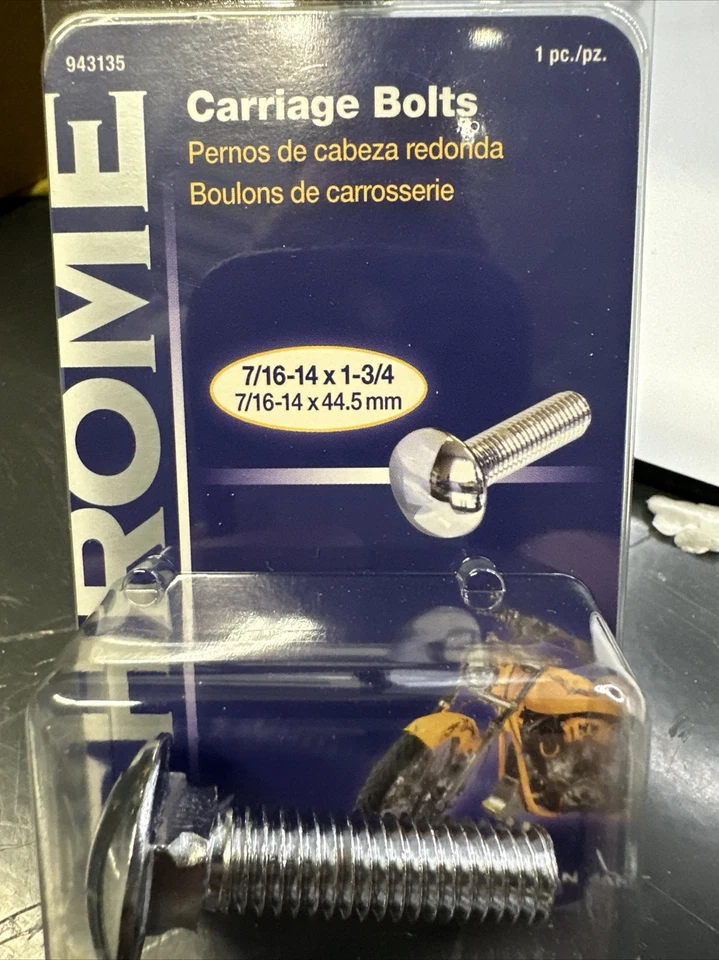 943135
1 pc./pz.
Carriage Bolts
Pernos de cabeza redonda
Boulons de carrosserie
7/16-14 x 1-3/4
7/16-14 x 44.5 mm
ROME